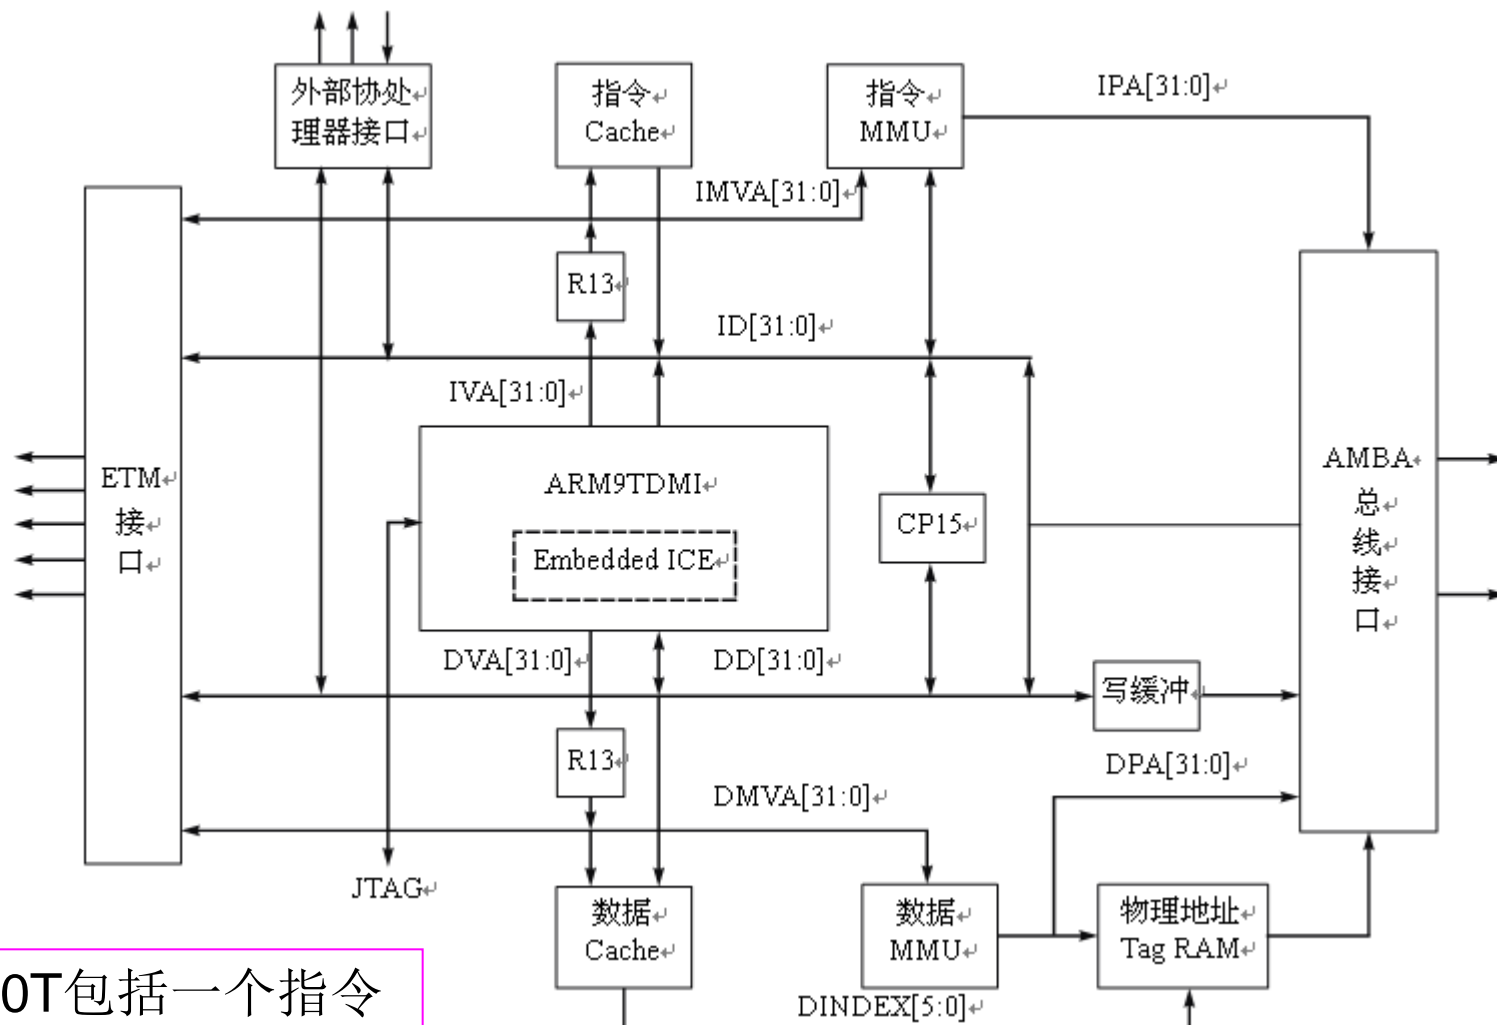 外部协处
理器接口
指令
Cache
指令
MMU
IPA[31:0]
IMVA[31:0]
R13
ID[31:0]
IVA[31:0]
ETM
接
口
ARM9TDMI
Embedded ICE
CP15
AMBA
总
线
接
口
DVA[31:0]
DD[31:0]
写缓冲
R13
DPA[31:0]
DMVA[31:0]
JTAG
数据
Cache
数据
MMU
物理地址
Tag RAM
DINDEX[5:0]
0T包括一个指令